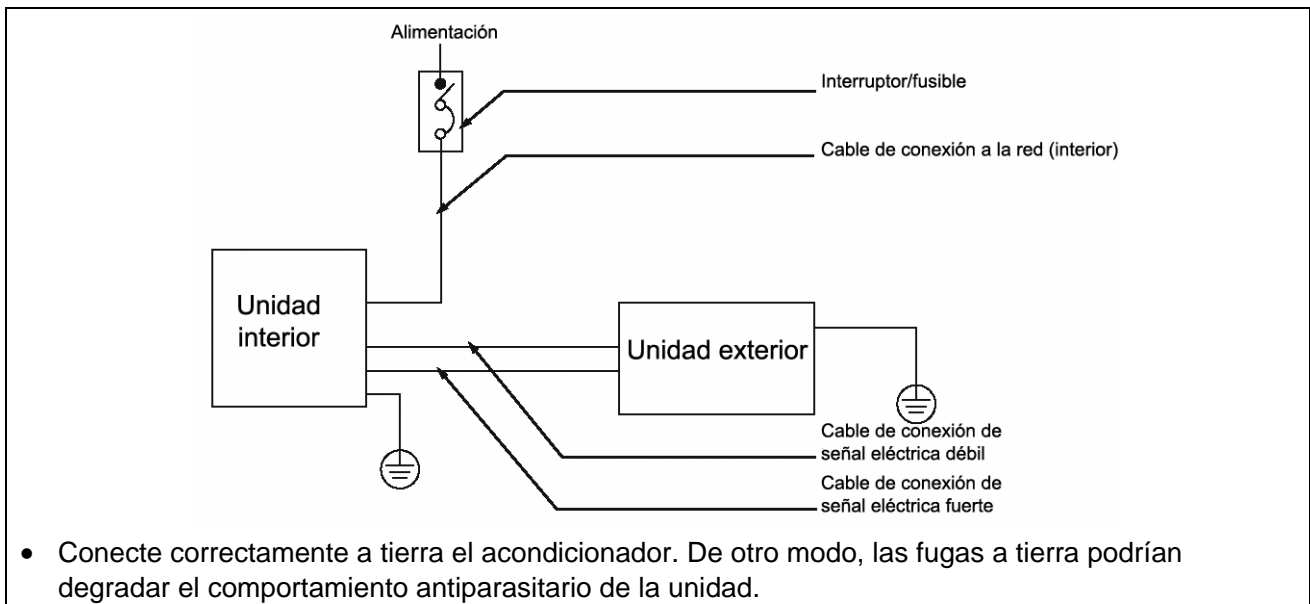 Alimentación
Interruptor/fusible
Cable de conexión a la red (interior)
Unidad
interior
Unidad exterior
Cable de conexión de
señal eléctrica débil
Cable de conexión de
señal eléctrica fuerte
• Conecte correctamente a tierra el acondicionador. De otro modo, las fugas a tierra podrían
degradar el comportamiento antiparasitario de la unidad.